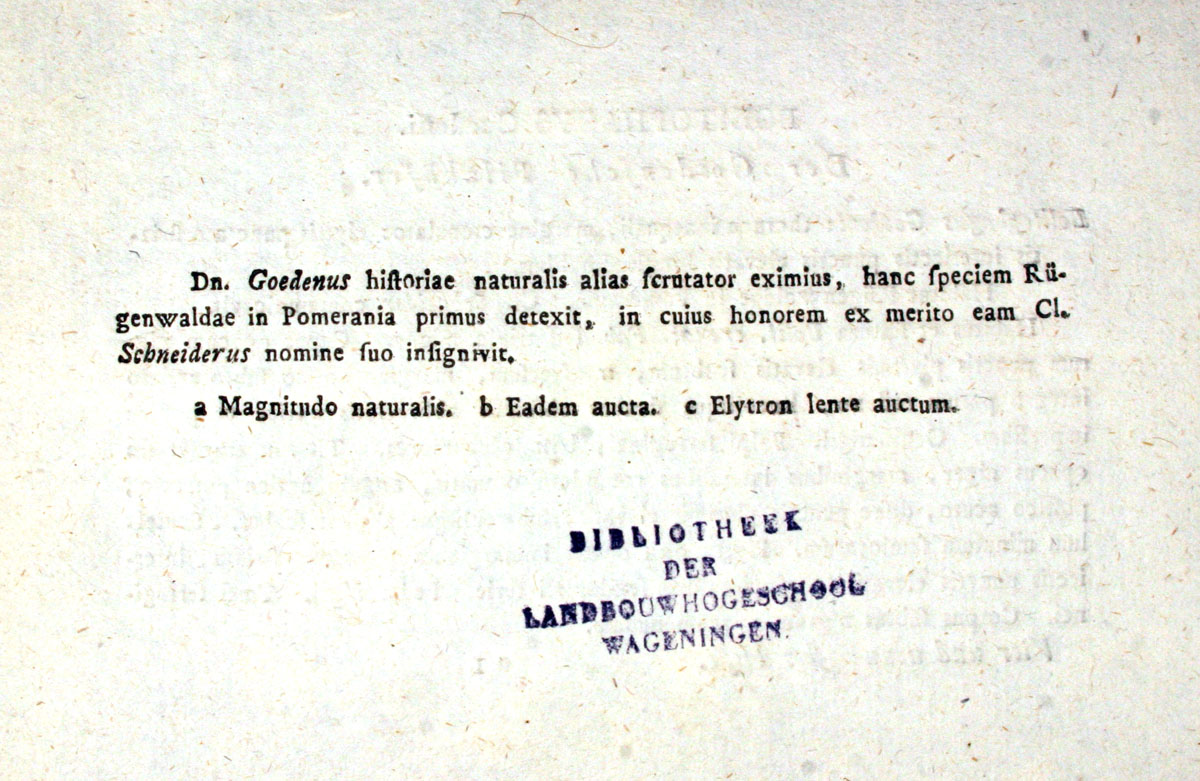 Dn. Goedenus hiſtoriae naturalis alias ſcrutator eximius, hanc ſpeciem Rü-
genwaldae in Pomerania primus detexit, in cuius honorem ex merito eam Cl.
Schneiderus nomine ſuo inſignivit.
a Magnitudo naturalis. b Eadem aucta. c Elytron lente auctum.
BIBLIOTHEEK
DER
LANDBOUWHOGESCHOOL
WAGENINGEN.